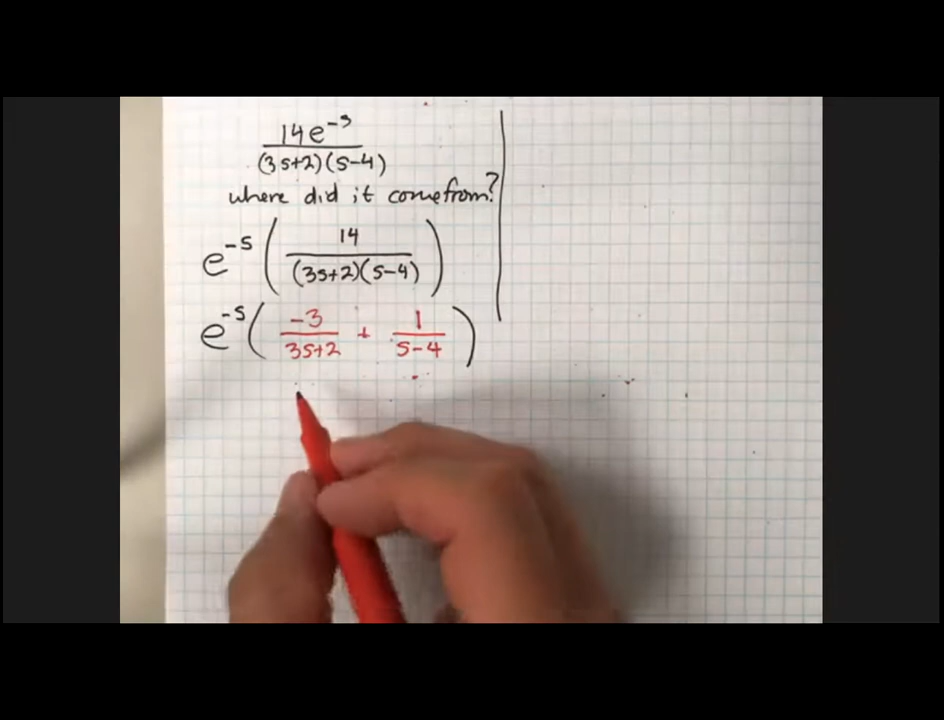 14e^-s / (3s+2)(s-4)
where did it come from?
e^-s ( 14 / (3s+2)(s-4) )
e^-s ( -3 / 3s+2 + 1 / s-4 )